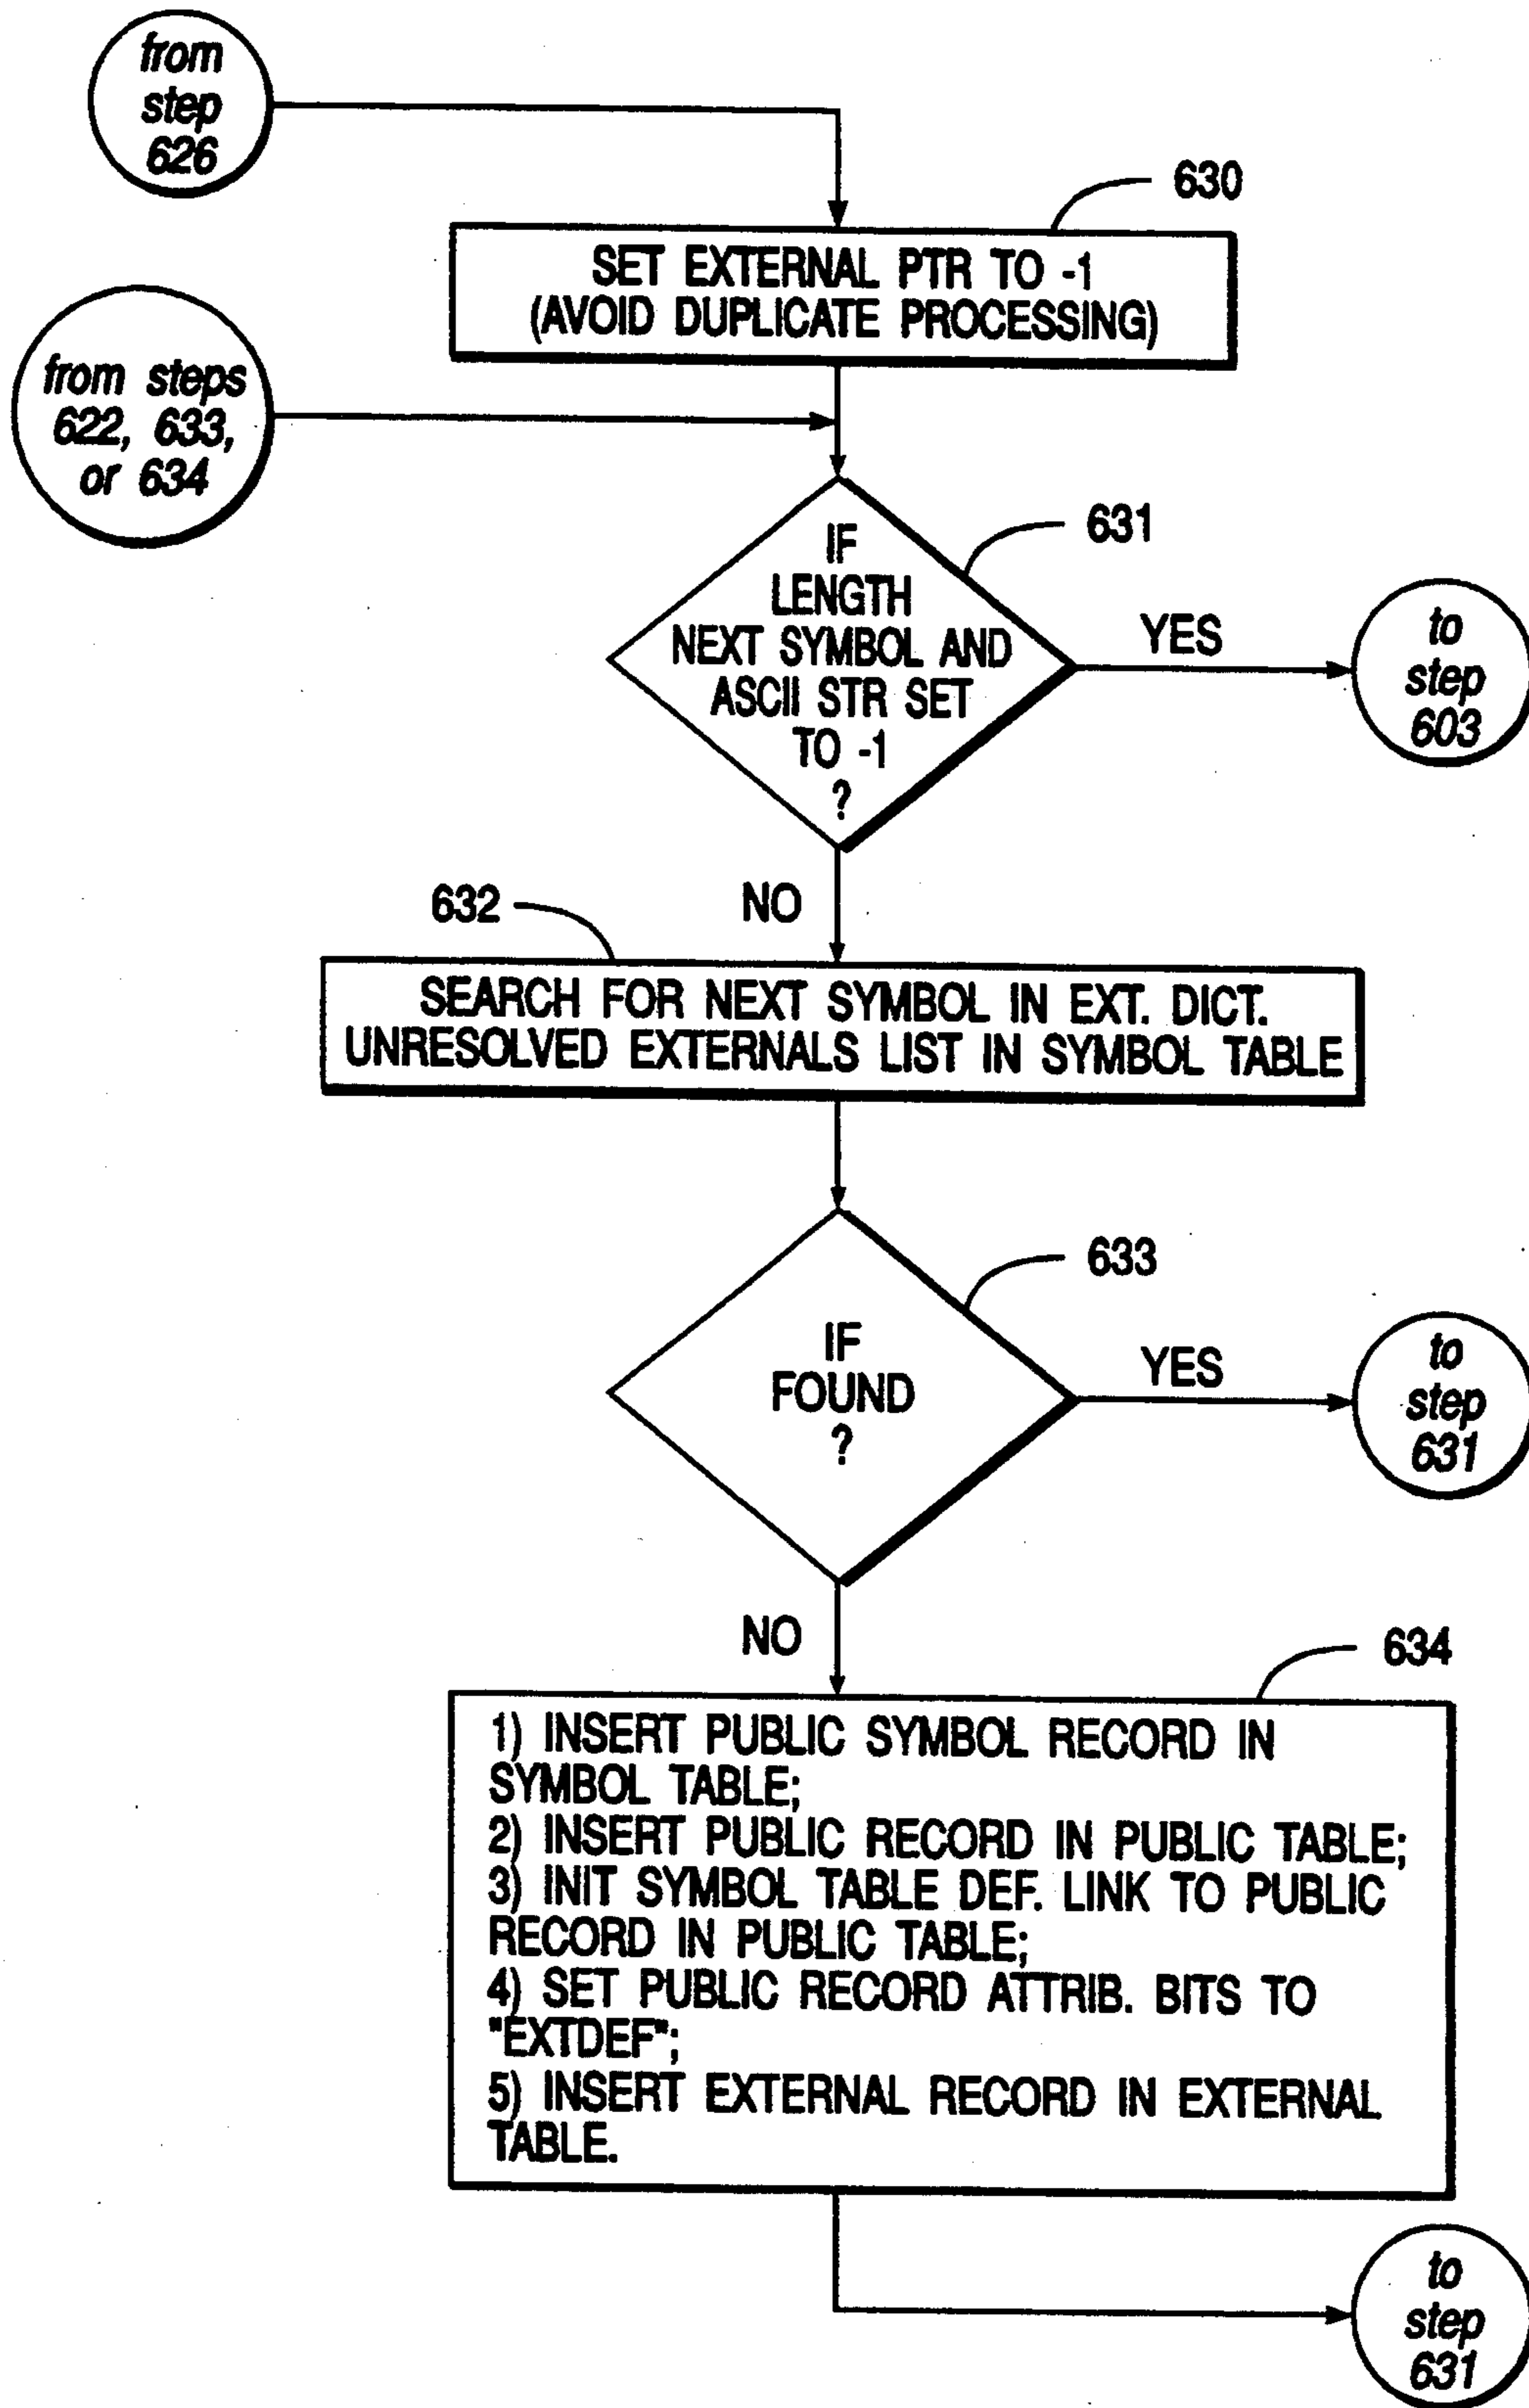 from
step
626
630
SET EXTERNAL PTR TO -1
(AVOID DUPLICATE PROCESSING)
from steps
622, 633,
or 634
631
IF
LENGTH
NEXT SYMBOL AND
ASCII STR SET
TO -1
?
YES
to
step
603
NO
632
SEARCH FOR NEXT SYMBOL IN EXT. DICT.
UNRESOLVED EXTERNALS LIST IN SYMBOL TABLE
633
IF
FOUND
?
YES
to
step
631
NO
634
1) INSERT PUBLIC SYMBOL RECORD IN
SYMBOL TABLE;
2) INSERT PUBLIC RECORD IN PUBLIC TABLE;
3) INIT SYMBOL TABLE DEF. LINK TO PUBLIC
RECORD IN PUBLIC TABLE;
4) SET PUBLIC RECORD ATTRIB. BITS TO
"EXTDEF";
5) INSERT EXTERNAL RECORD IN EXTERNAL
TABLE.
to
step
631